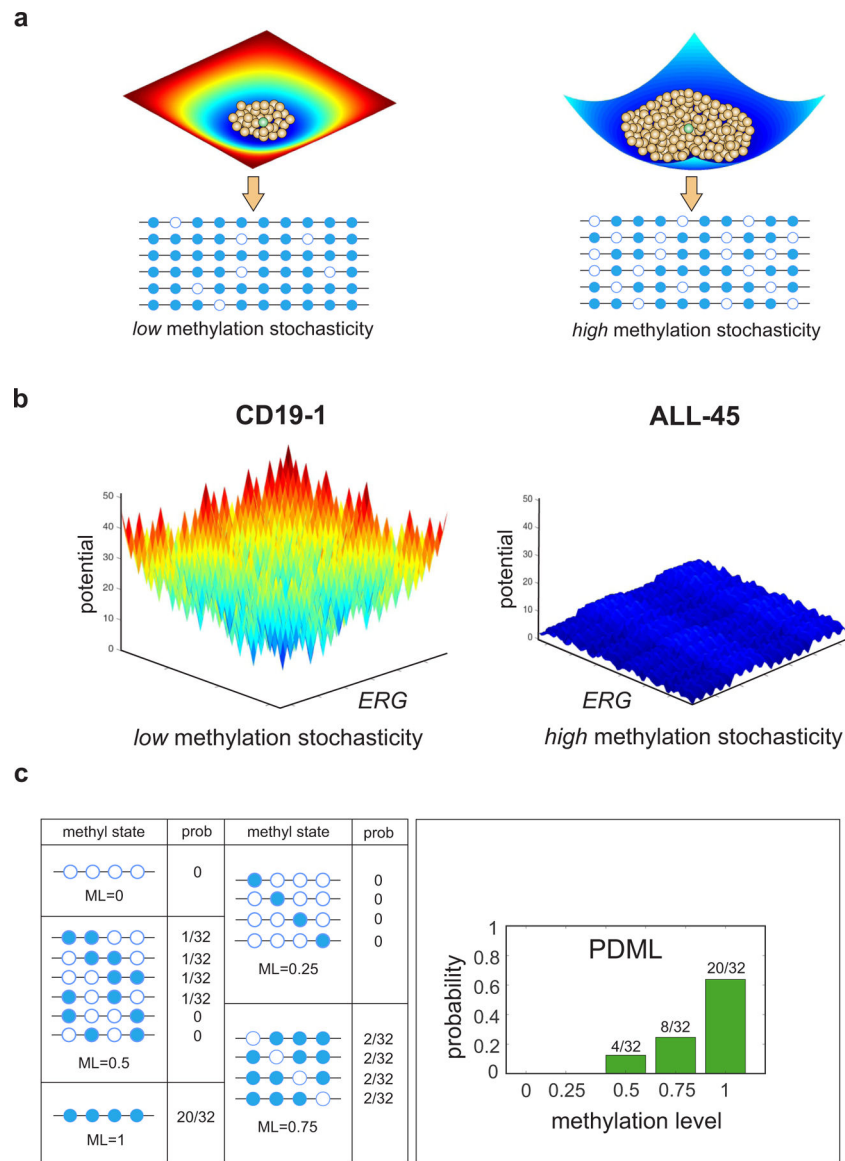 a
low methylation stochasticity
high methylation stochasticity
b
CD19-1
ALL-45
50
40
30
20
10
0
potential
ERG
low methylation stochasticity
50
40
30
20
10
0
potential
ERG
high methylation stochasticity
c
methyl state prob methyl state prob
ML=0
0
ML=0.5
1/32
1/32
1/32
1/32
0
0
ML=1
20/32
ML=0.25
0
0
0
0
ML=0.75
2/32
2/32
2/32
2/32
PDML
1
0.8
0.6
0.4
0.2
0
probability
4/32
8/32
20/32
0 0.25 0.5 0.75 1
methylation level